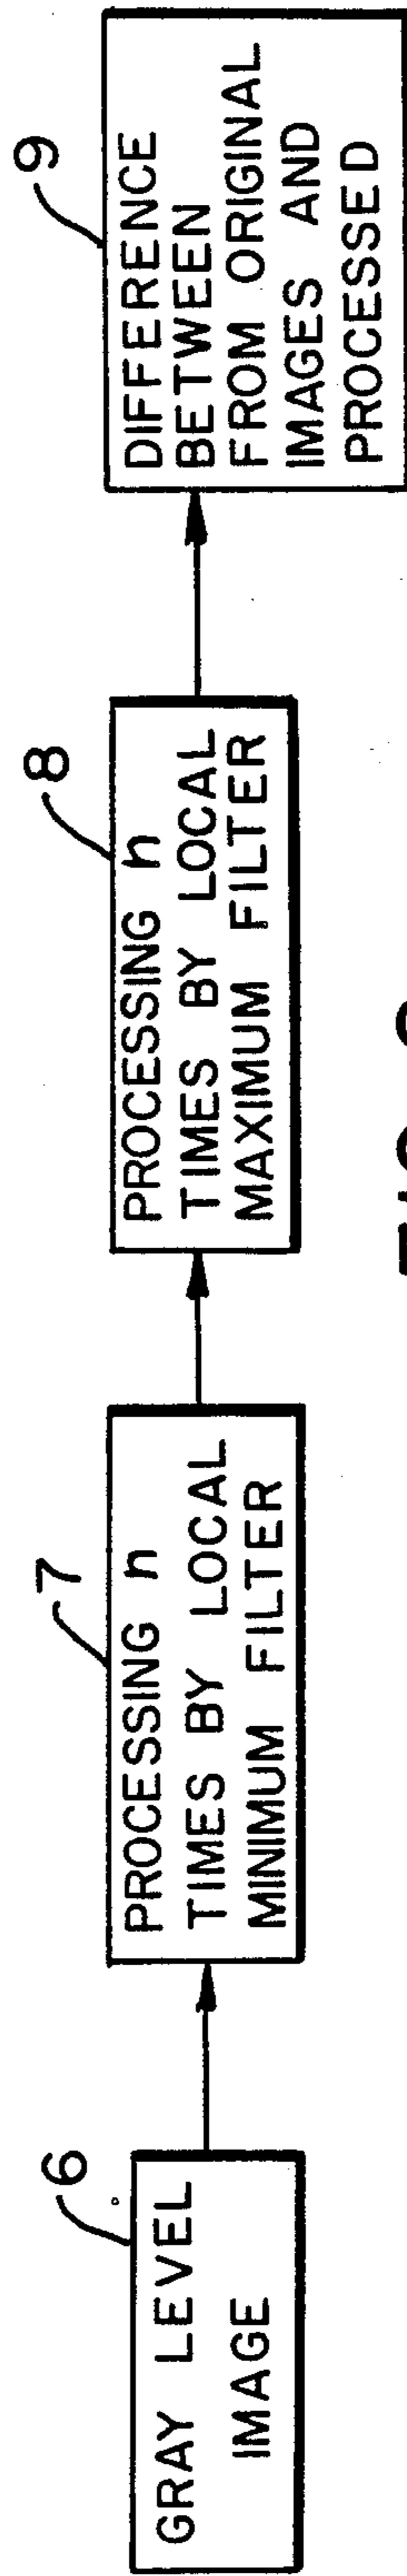 6
GRAY LEVEL
IMAGE
7
PROCESSING n
TIMES BY LOCAL
MINIMUM FILTER
8
PROCESSING n
TIMES BY LOCAL
MAXIMUM FILTER
9
DIFFERENCE
BETWEEN
FROM ORIGINAL
IMAGES AND
PROCESSED